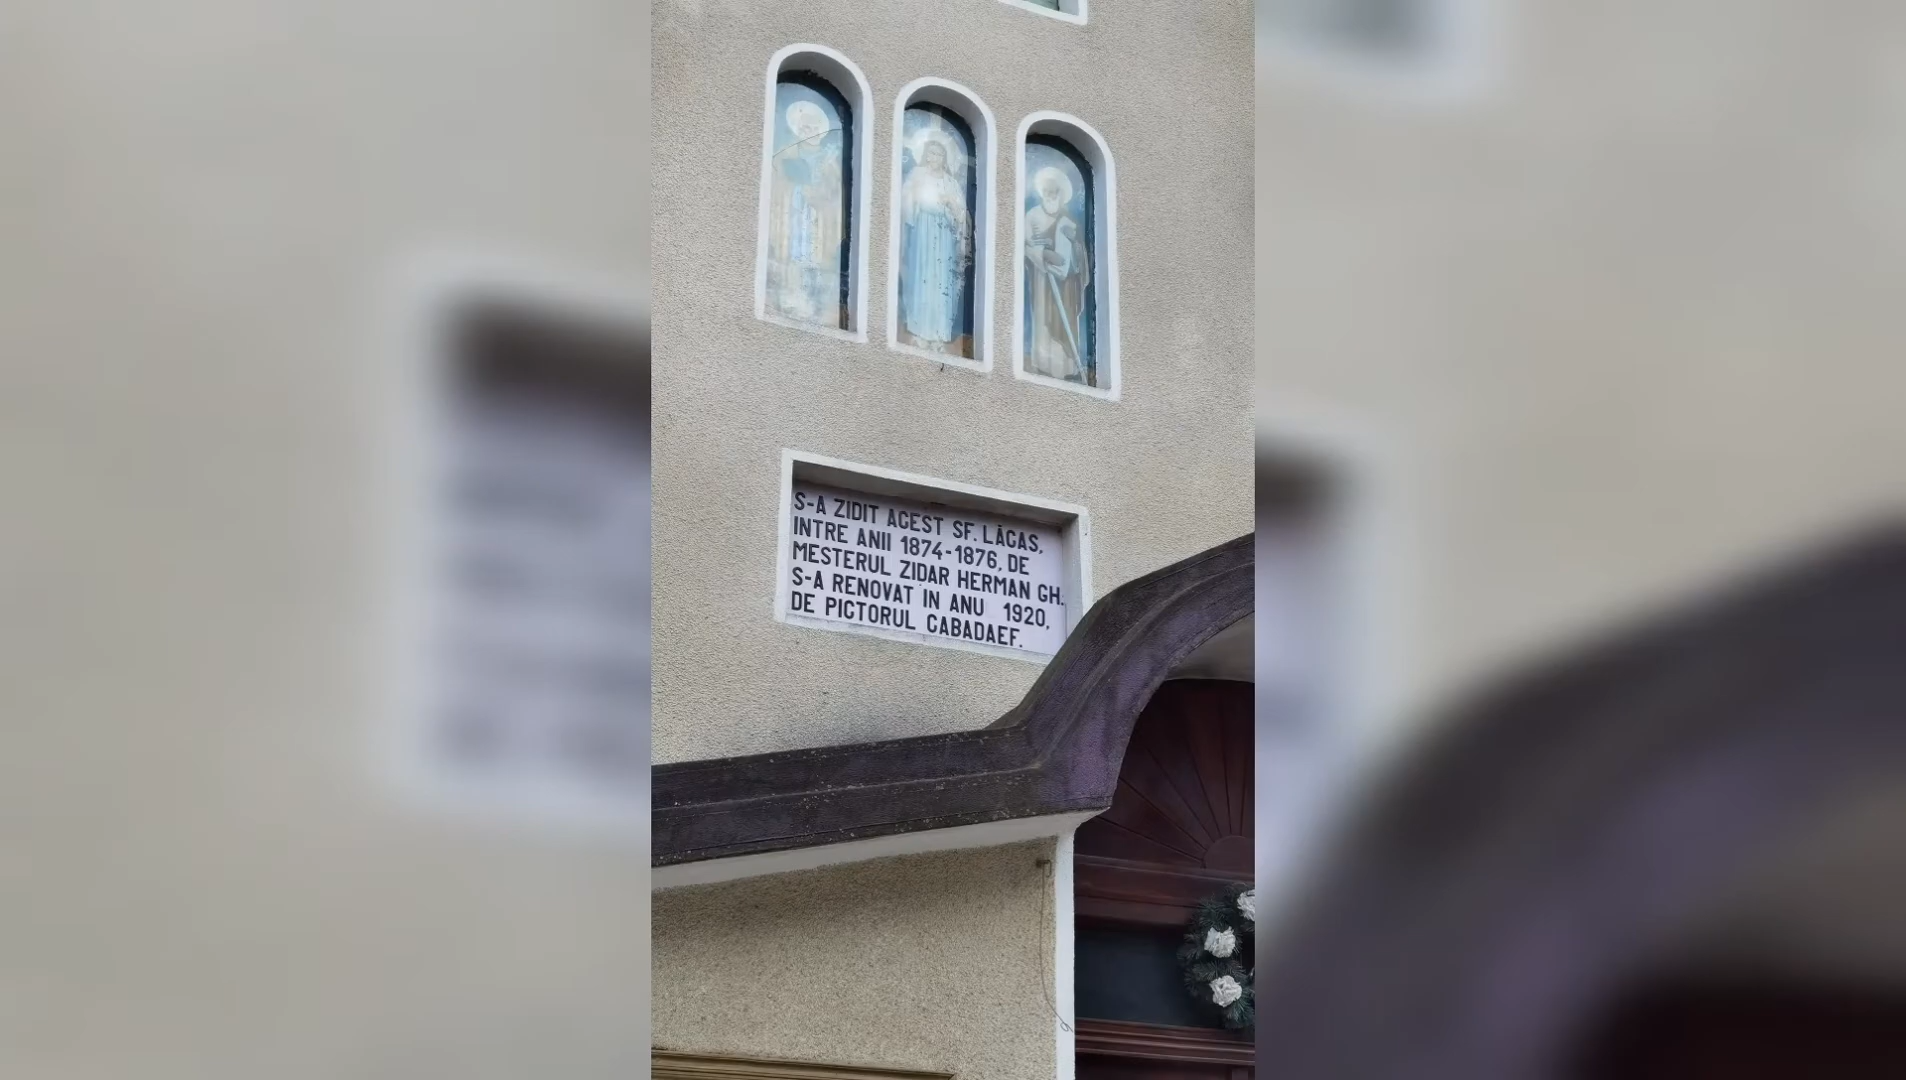 S-A ZIDIT ACEST SF. LĂCAS,
INTRE ANII 1874-1876, DE
MESTERUL ZIDAR HERMAN GH.
S-A RENOVAT IN ANU 1920,
DE PICTORUL CABADAEF.